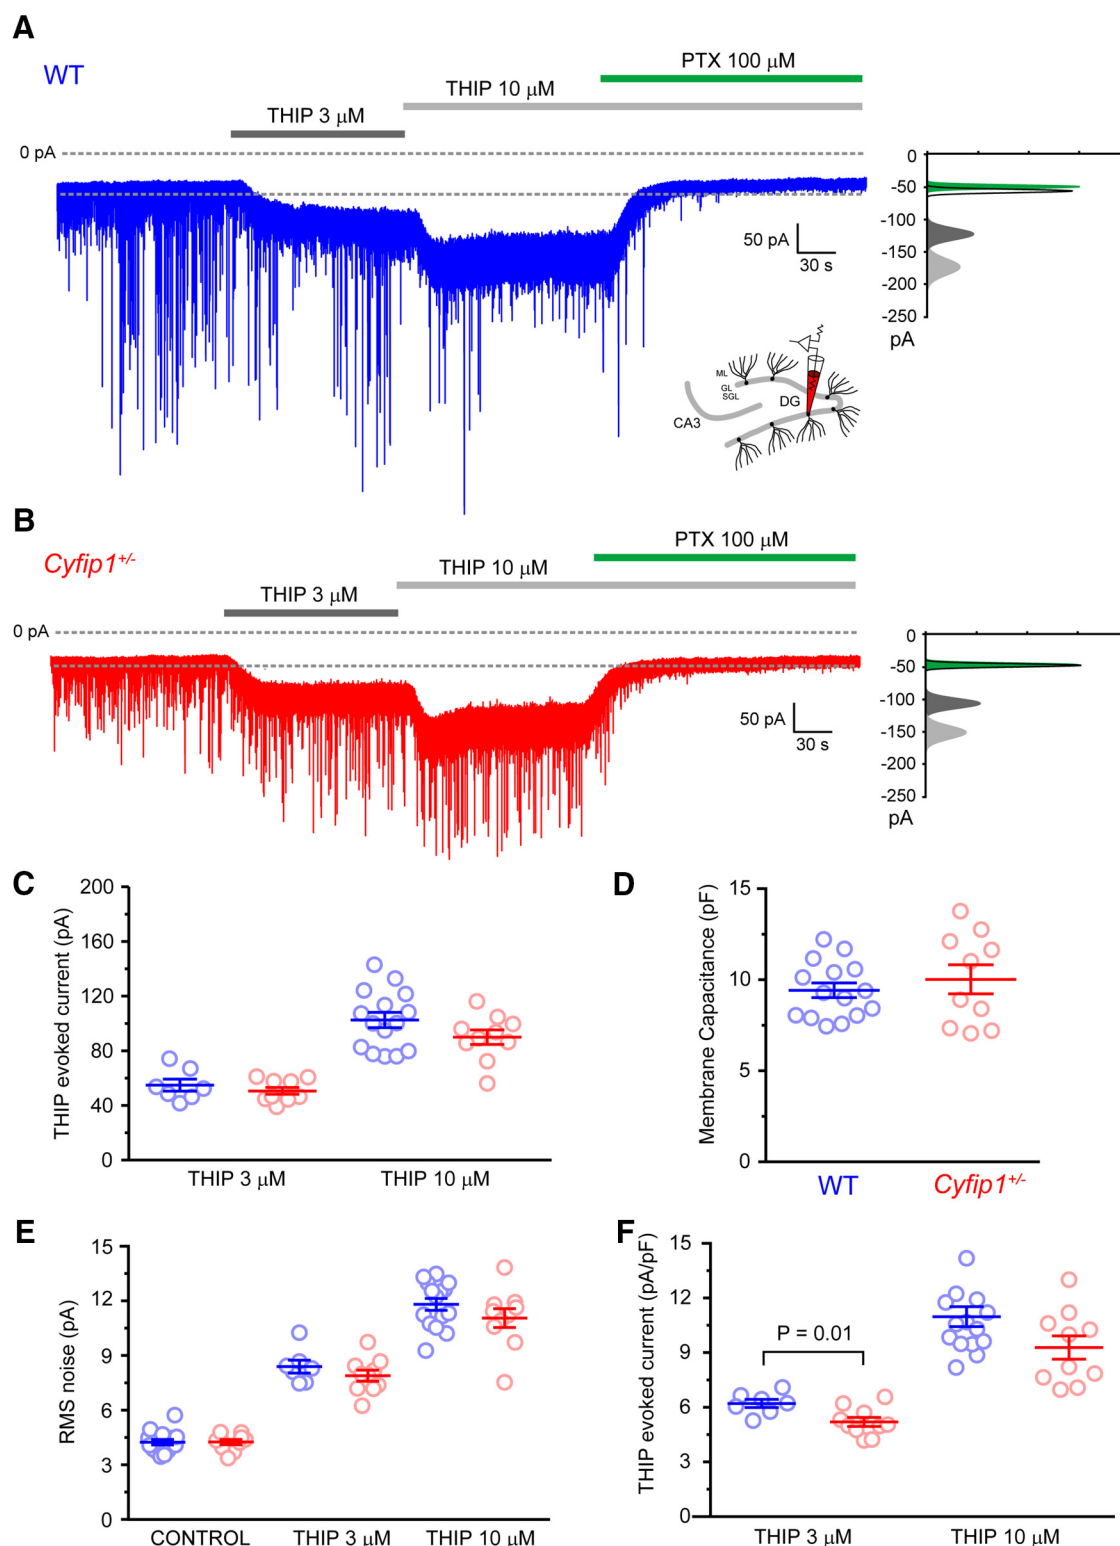 A
WT
PTX 100 μM
THIP 10 μM
THIP 3 μM
0 pA
50 pA
30 s
0
-50
-100
-150
-200
-250
pA
ML
GL
SGL
DG
CA3
B
Cyfip1+/-
PTX 100 μM
THIP 10 μM
THIP 3 μM
0 pA
50 pA
30 s
0
-50
-100
-150
-200
-250
pA
C
THIP evoked current (pA)
200
160
120
80
40
0
THIP 3 μM
THIP 10 μM
D
Membrane Capacitance (pF)
15
10
5
0
WT
Cyfip1+/-
E
RMS noise (pA)
15
12
9
6
3
0
CONTROL
THIP 3 μM
THIP 10 μM
F
THIP evoked current (pA/pF)
15
12
9
6
3
0
P = 0.01
THIP 3 μM
THIP 10 μM